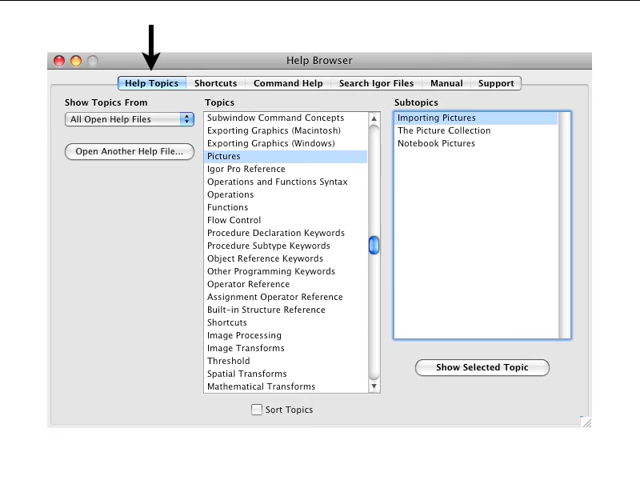 Help Browser
Help Topics
Shortcuts
Command Help
Search Igor Files
Manual
Support
Show Topics From
All Open Help Files
Open Another Help File...
Topics
Subwindow Command Concepts
Exporting Graphics (Macintosh)
Exporting Graphics (Windows)
Pictures
Igor Pro Reference
Operations and Functions Syntax
Operations
Functions
Flow Control
Procedure Declaration Keywords
Procedure Subtype Keywords
Object Reference Keywords
Other Programming Keywords
Operator Reference
Assignment Operator Reference
Built-in Structure Reference
Shortcuts
Image Processing
Image Transforms
Threshold
Spatial Transforms
Mathematical Transforms
Sort Topics
Subtopics
Importing Pictures
The Picture Collection
Notebook Pictures
Show Selected Topic